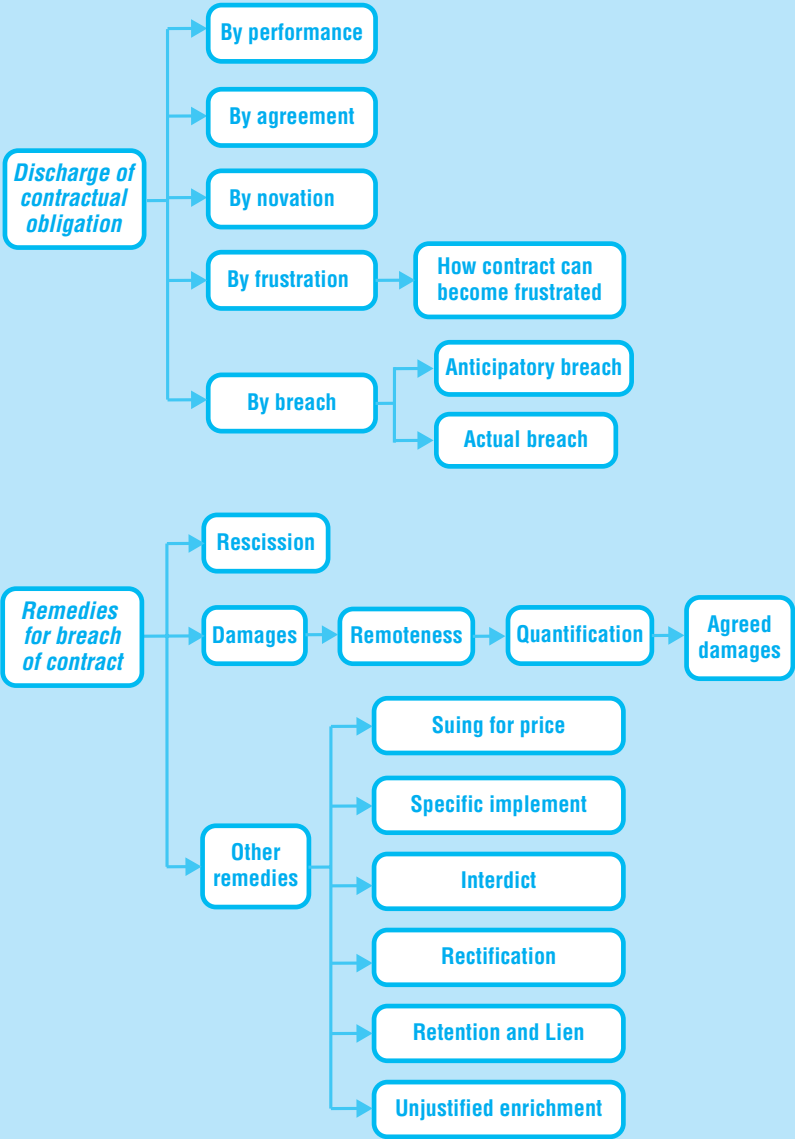 Discharge of
contractual
obligation
By performance
By agreement
By novation
By frustration
How contract can
become frustrated
By breach
Anticipatory breach
Actual breach
Remedies
for breach
of contract
Rescission
Damages
Remoteness
Quantification
Agreed
damages
Other
remedies
Suing for price
Specific implement
Interdict
Rectification
Retention and Lien
Unjustified enrichment